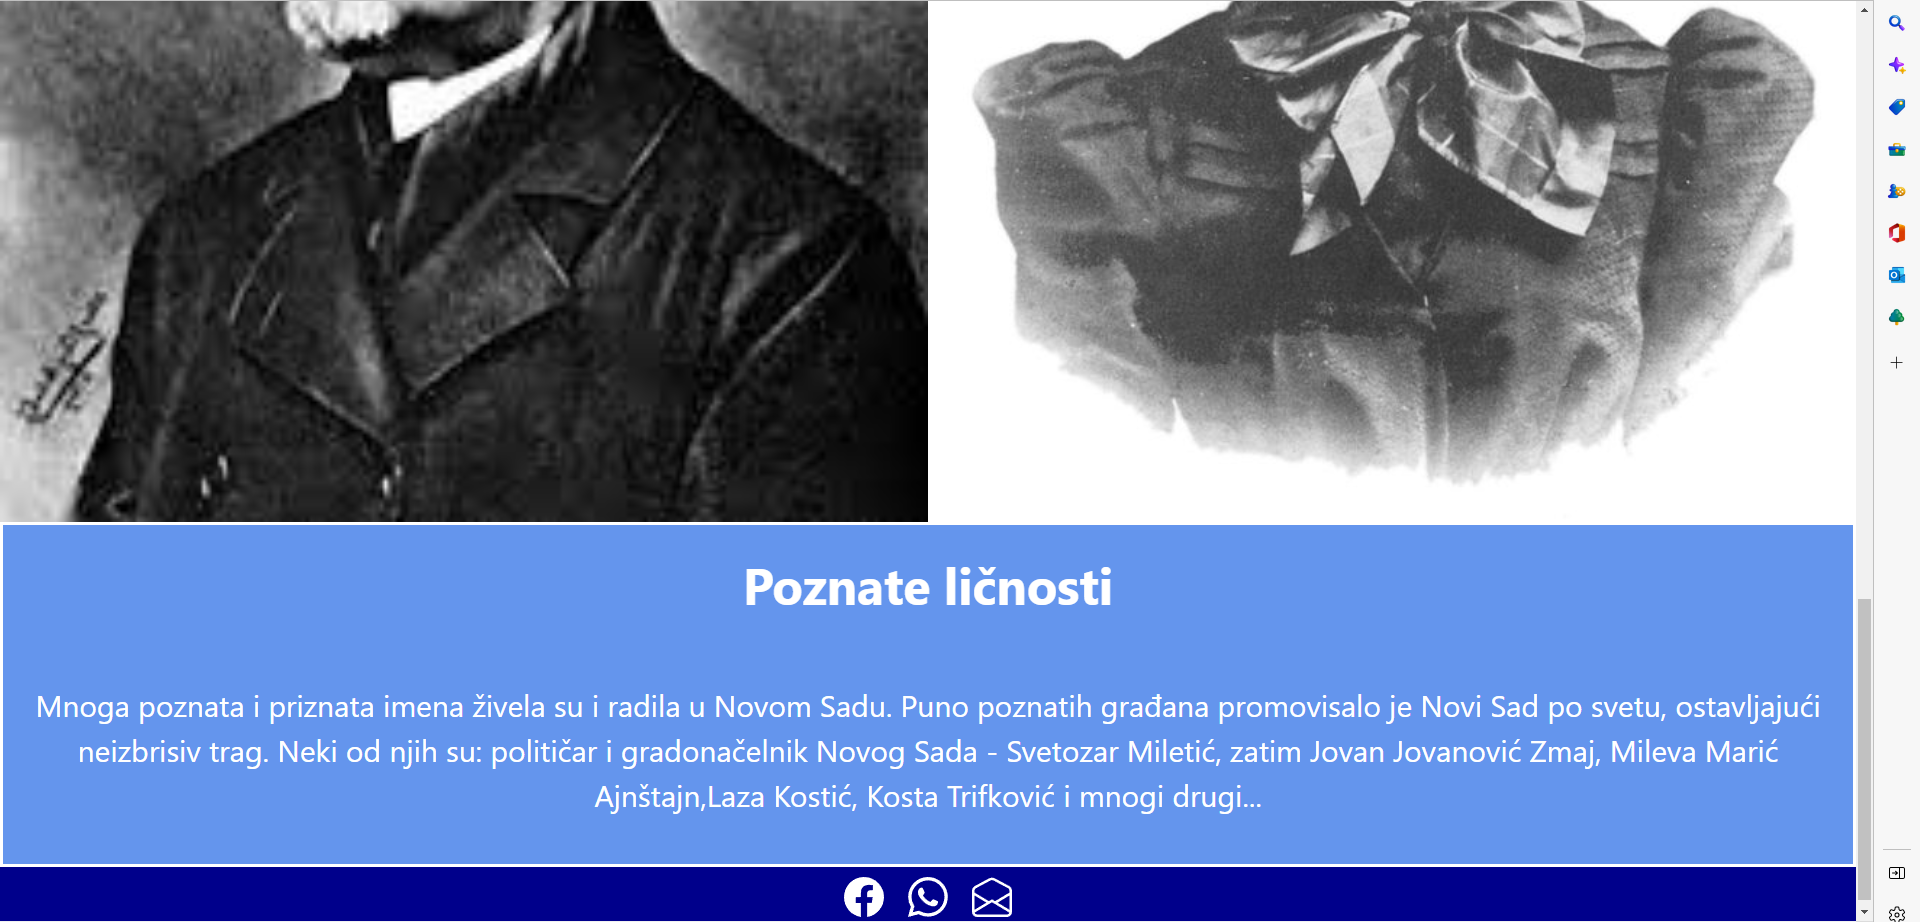 Poznate ličnosti
Mnoga poznata i priznata imena živela su i radila u Novom Sadu. Puno poznatih građana promovisalo je Novi Sad po svetu, ostavljajući
neizbrisiv trag. Neki od njih su: političar i gradonačelnik Novog Sada - Svetozar Miletić, zatim Jovan Jovanović Zmaj, Mileva Marić
Ajnštajn,Laza Kostić, Kosta Trifković i mnogi drugi...